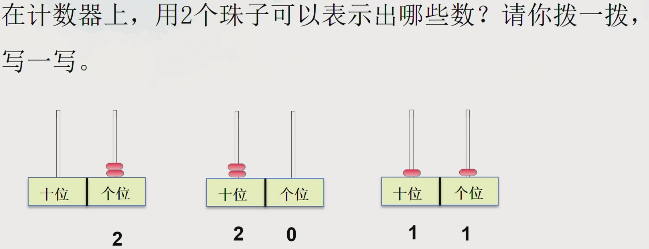 在计数器上，用2个珠子可以表示出哪些数？请你拨一拨，
写一写。
十位 个位 十位 个位 十位 个位
2 2 0 1 1